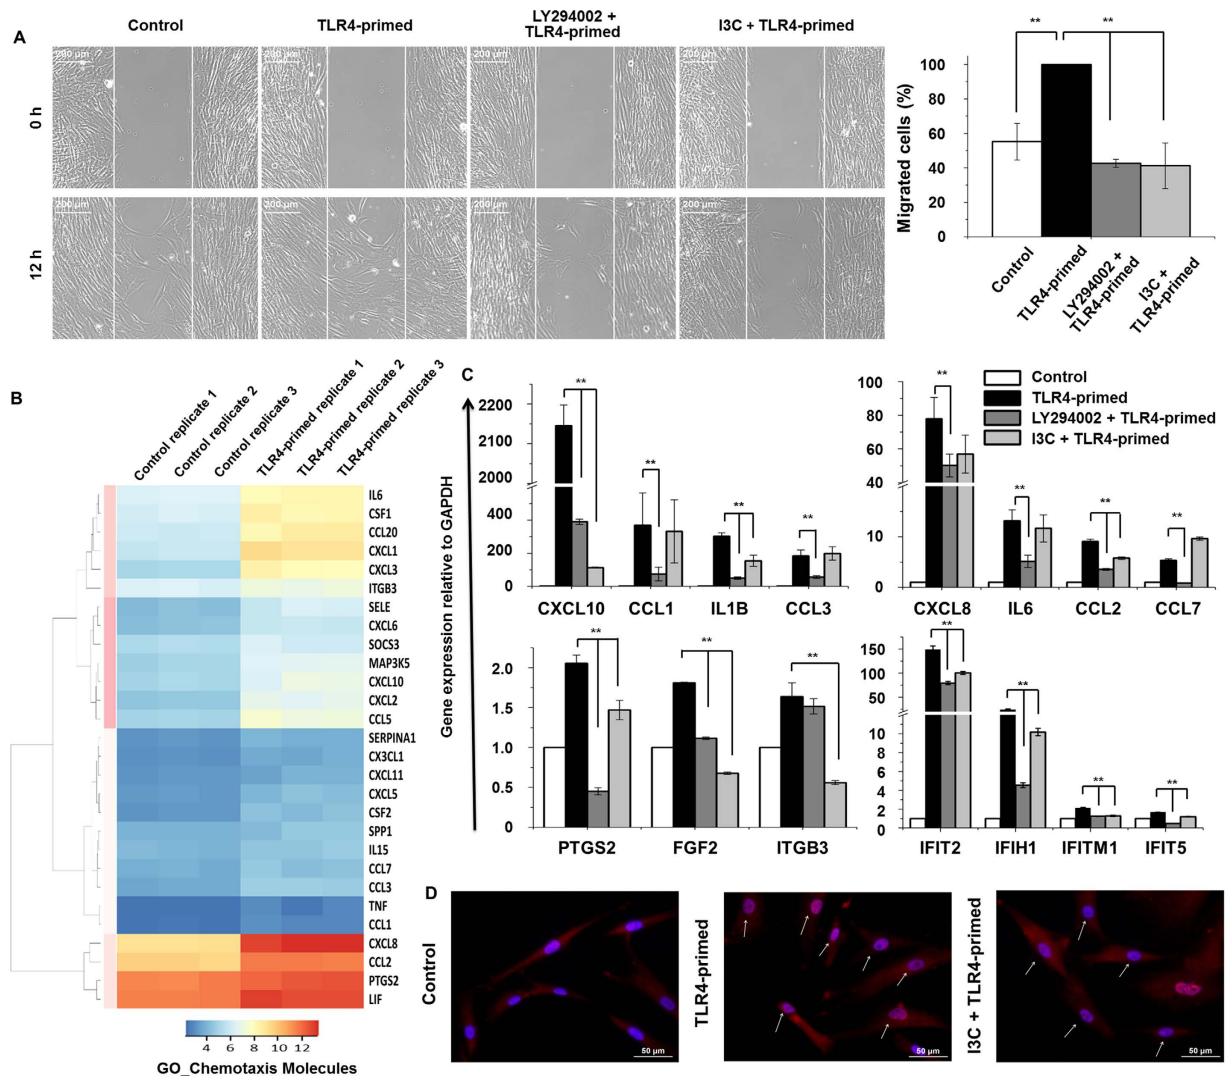 A
Control
TLR4-primed
LY294002 +
TLR4-primed
I3C + TLR4-primed
0 h
200 µm
200 µm
200 µm
200 µm
12 h
200 µm
200 µm
200 µm
200 µm
** **
Migrated cells (%)
100
80
60
40
20
0
Control
TLR4-primed
LY294002 +
TLR4-primed
I3C +
TLR4-primed
B
Control replicate 1
Control replicate 2
Control replicate 3
TLR4-primed replicate 1
TLR4-primed replicate 2
TLR4-primed replicate 3
IL6
CSF1
CCL20
CXCL1
CXCL3
ITGB3
SELE
CXCL6
SOCS3
MAP3K5
CXCL10
CXCL2
CCL5
SERPINA1
CX3CL1
CXCL11
CXCL5
CSF2
SPP1
IL15
CCL7
CCL3
TNF
CCL1
CXCL8
CCL2
PTGS2
LIF
4 6 8 10 12
GO_Chemotaxis Molecules
C
Gene expression relative to GAPDH
2200
2100
2000
400
200
0
** ** ** **
CXCL10 CCL1 IL1B CCL3
Control
TLR4-primed
LY294002 + TLR4-primed
I3C + TLR4-primed
100
80
60
40
10
0
** ** ** **
CXCL8 IL6 CCL2 CCL7
2.0
1.5
1.0
0.5
0
** ** **
PTGS2 FGF2 ITGB3
150
100
50
10
8
6
4
2
0
** ** ** **
IFIT2 IFIH1 IFITM1 IFIT5
D
Control
50 µm
TLR4-primed
50 µm
I3C + TLR4-primed
50 µm